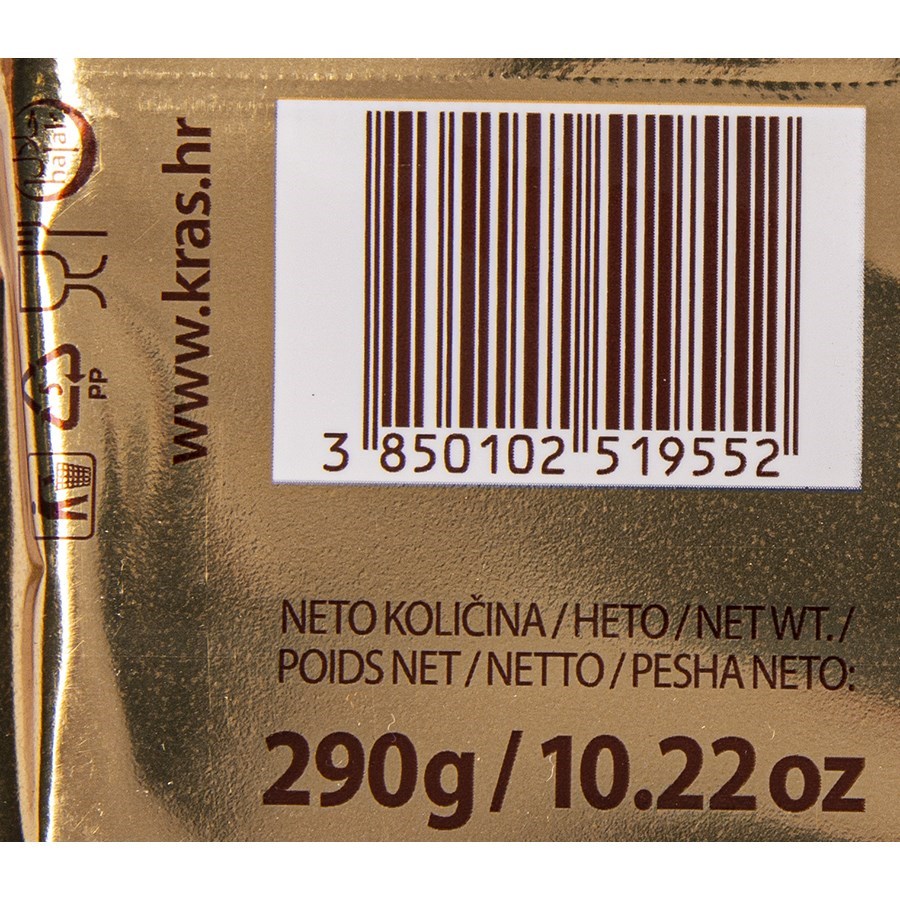 halal
www.kras.hr
PP
3 850102 519552
NETO KOLIČINA / НЕТО / NET WT. /
POIDS NET / NETTO / PESHA NETO:
290g / 10.22 oz